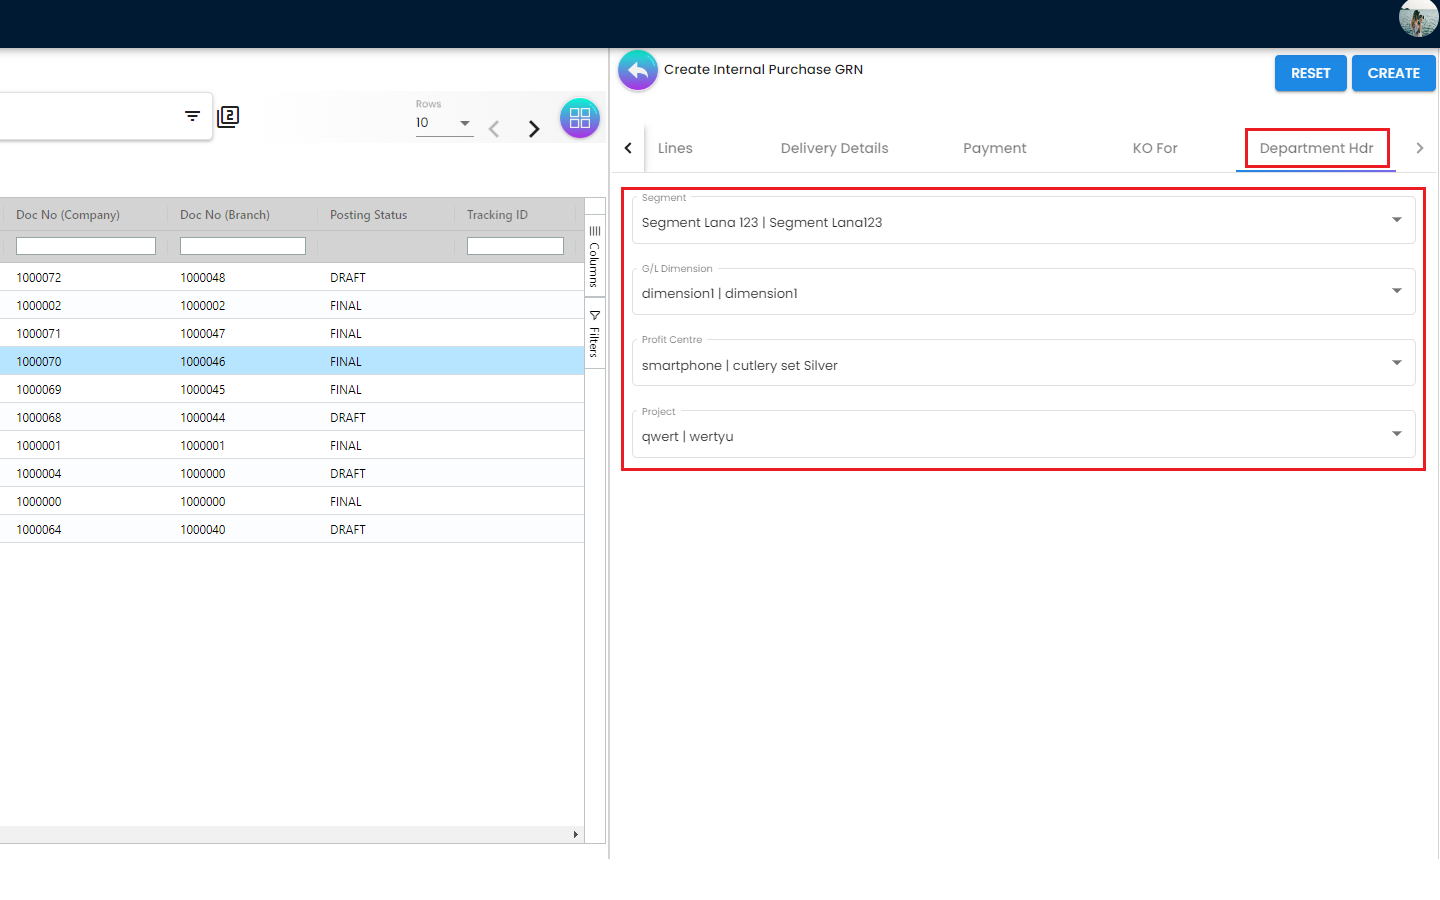 Create Internal Purchase GRN
RESET
CREATE
2
Rows
10
Lines
Delivery Details
Payment
KO For
Department Hdr
Doc No (Company) Doc No (Branch) Posting Status Tracking ID
1000072 1000048 DRAFT
1000002 1000002 FINAL
1000071 1000047 FINAL
1000070 1000046 FINAL
1000069 1000045 FINAL
1000068 1000044 DRAFT
1000001 1000001 FINAL
1000004 1000000 DRAFT
1000000 1000000 FINAL
1000064 1000040 DRAFT
Columns
Filters
Segment
Segment Lana 123 | Segment Lana123
G/L Dimension
dimension1 | dimension1
Profit Centre
smartphone | cutlery set Silver
Project
qwert | wertyu